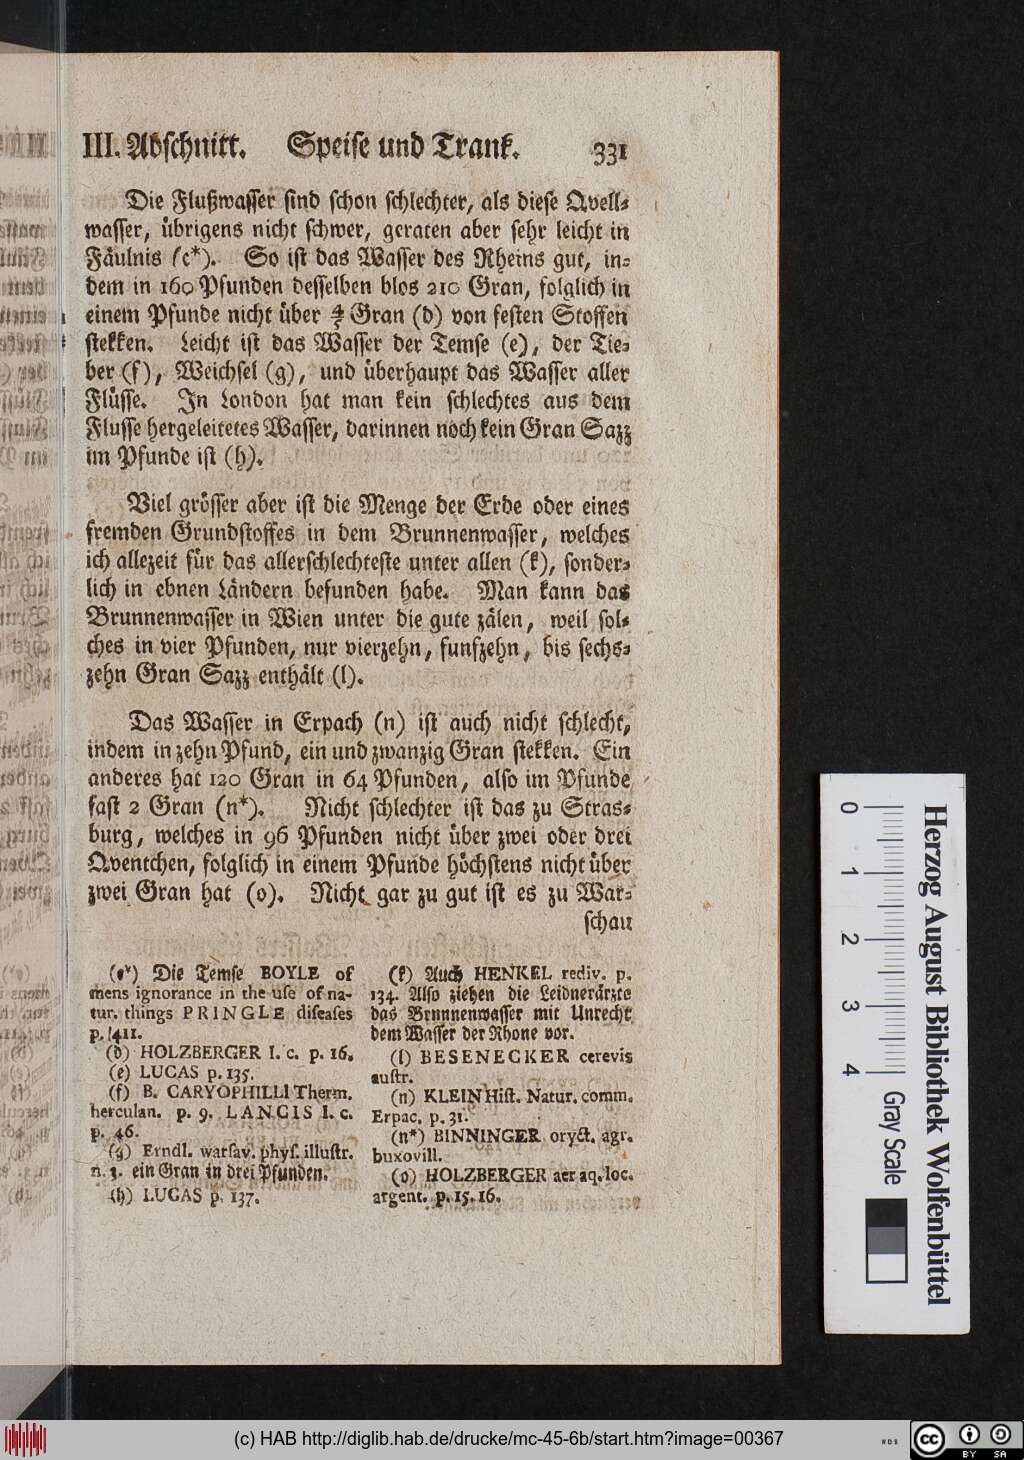 III. Abschnitt. Speise und Trank. 331
Die Flußwasser sind schon schlechter, als diese Qvell-
wasser, übrigens nicht schwer, geraten aber sehr leicht in
Fäulnis (c*). So ist das Wasser des Rheins gut, in-
dem in 160 Pfunden desselben blos 210 Gran, folglich in
einem Pfunde nicht über Gran (d) von festen Stoffen
stekken. Leicht ist das Wasser der Temse (e), der Tie-
ber (f), Weichsel (g), und überhaupt das Wasser aller
Flüsse. In London hat man kein schlechtes aus dem
Flusse hergeleitetes Wasser, darinnen noch kein Gran Sazz
im Pfunde ist (h).
Viel grösser aber ist die Menge der Erde oder eines
fremden Grundstoffes in dem Brunnenwasser, welches
ich allezeit für das allerschlechteste unter allen (k), sonder-
lich in ebnen Ländern befunden habe. Man kann das
Brunnenwasser in Wien unter die gute zälen, weil sol-
ches in vier Pfunden, nur vierzehn, funfzehn, bis sechs-
zehn Gran Sazz enthält (l).
Das Wasser in Erpach (n) ist auch nicht schlecht,
indem in zehn Pfund, ein und zwanzig Gran stekken. Ein
anderes hat 120 Gran in 64 Pfunden, also im Pfunde
fast 2 Gran (n*). Nicht schlechter ist das zu Stras-
burg, welches in 96 Pfunden nicht über zwei oder drei
Qventchen, folglich in einem Pfunde höchstens nicht über
zwei Gran hat (o). Nicht gar zu gut ist es zu War-
schau
Die Temse BOYLE of
mens ignorance in the use of na-
tur. things PRINGLE diseases
p. 411.
(d) HOLZBERGER I. c. p. 16.
(e) LUCAS p. 135.
(f) B. CARYOPHILLI Therm.
herculan. p. 9. LANCIS I. c.
p. 46.
(g) Erndl. warsav. phys. illustr.
n. 3. ein Gran in drei Pfunden.
(h) LUCAS p. 137.
(k) Auch HENKEL rediv. p.
134. Also ziehen die Leidnerärzte
das Brunnenwasser mit Unrecht
dem Wasser der Rhone vor.
(l) BESENECKER cerevis
austr.
(n) KLEIN Hist. Natur. comm.
Erpac. p. 31.
(n*) BINNINGER oryct. agr.
buxovill.
(o) HOLZBERGER aer aq. loc.
argent. p. 15. 16.
0 1 2 3 4 Gray Scale
Herzog August Bibliothek Wolfenbüttel
(c) HAB http://diglib.hab.de/drucke/mc-45-6b/start.htm?image=00367
cc BY SA